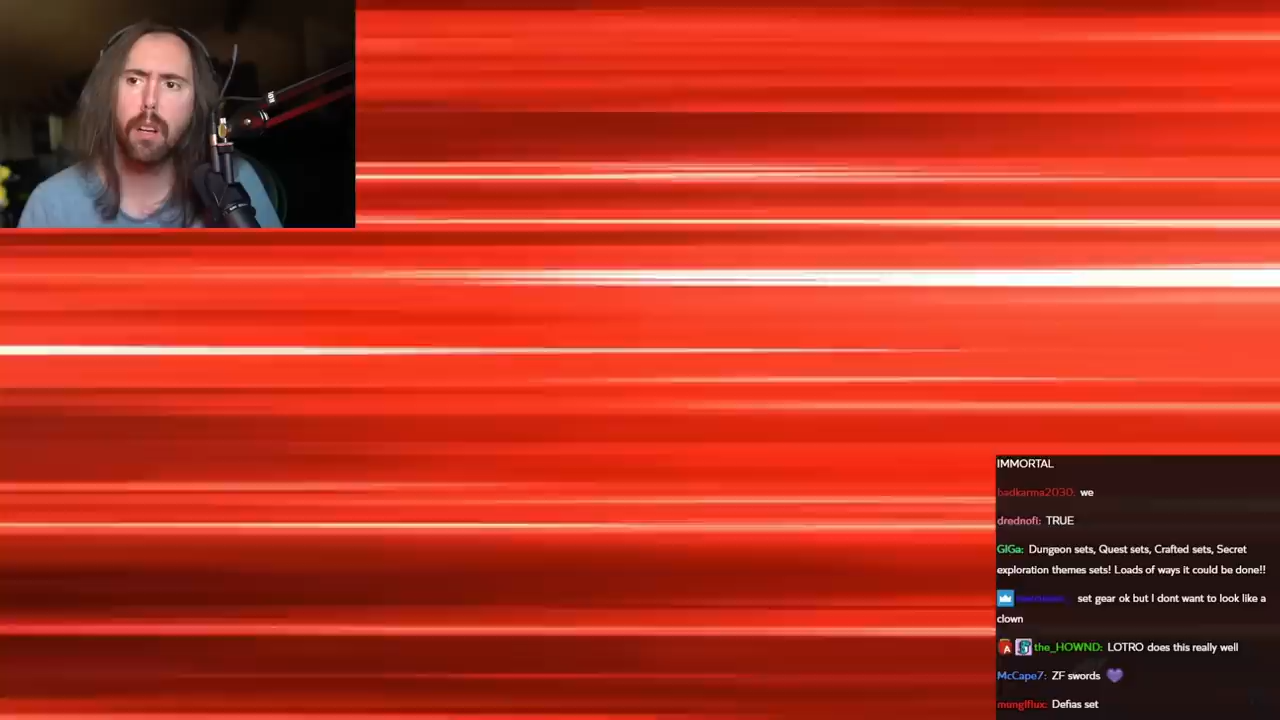 IMMORTAL
badkarma2030: we
drednofi: TRUE
GIGa: Dungeon sets, Quest sets, Crafted sets, Secret
exploration themes sets! Loads of ways it could be done!!
set gear ok but I dont want to look like a
clown
the_HOWND: LOTRO does this really well
McCape7: ZF swords
munglflux: Defias set